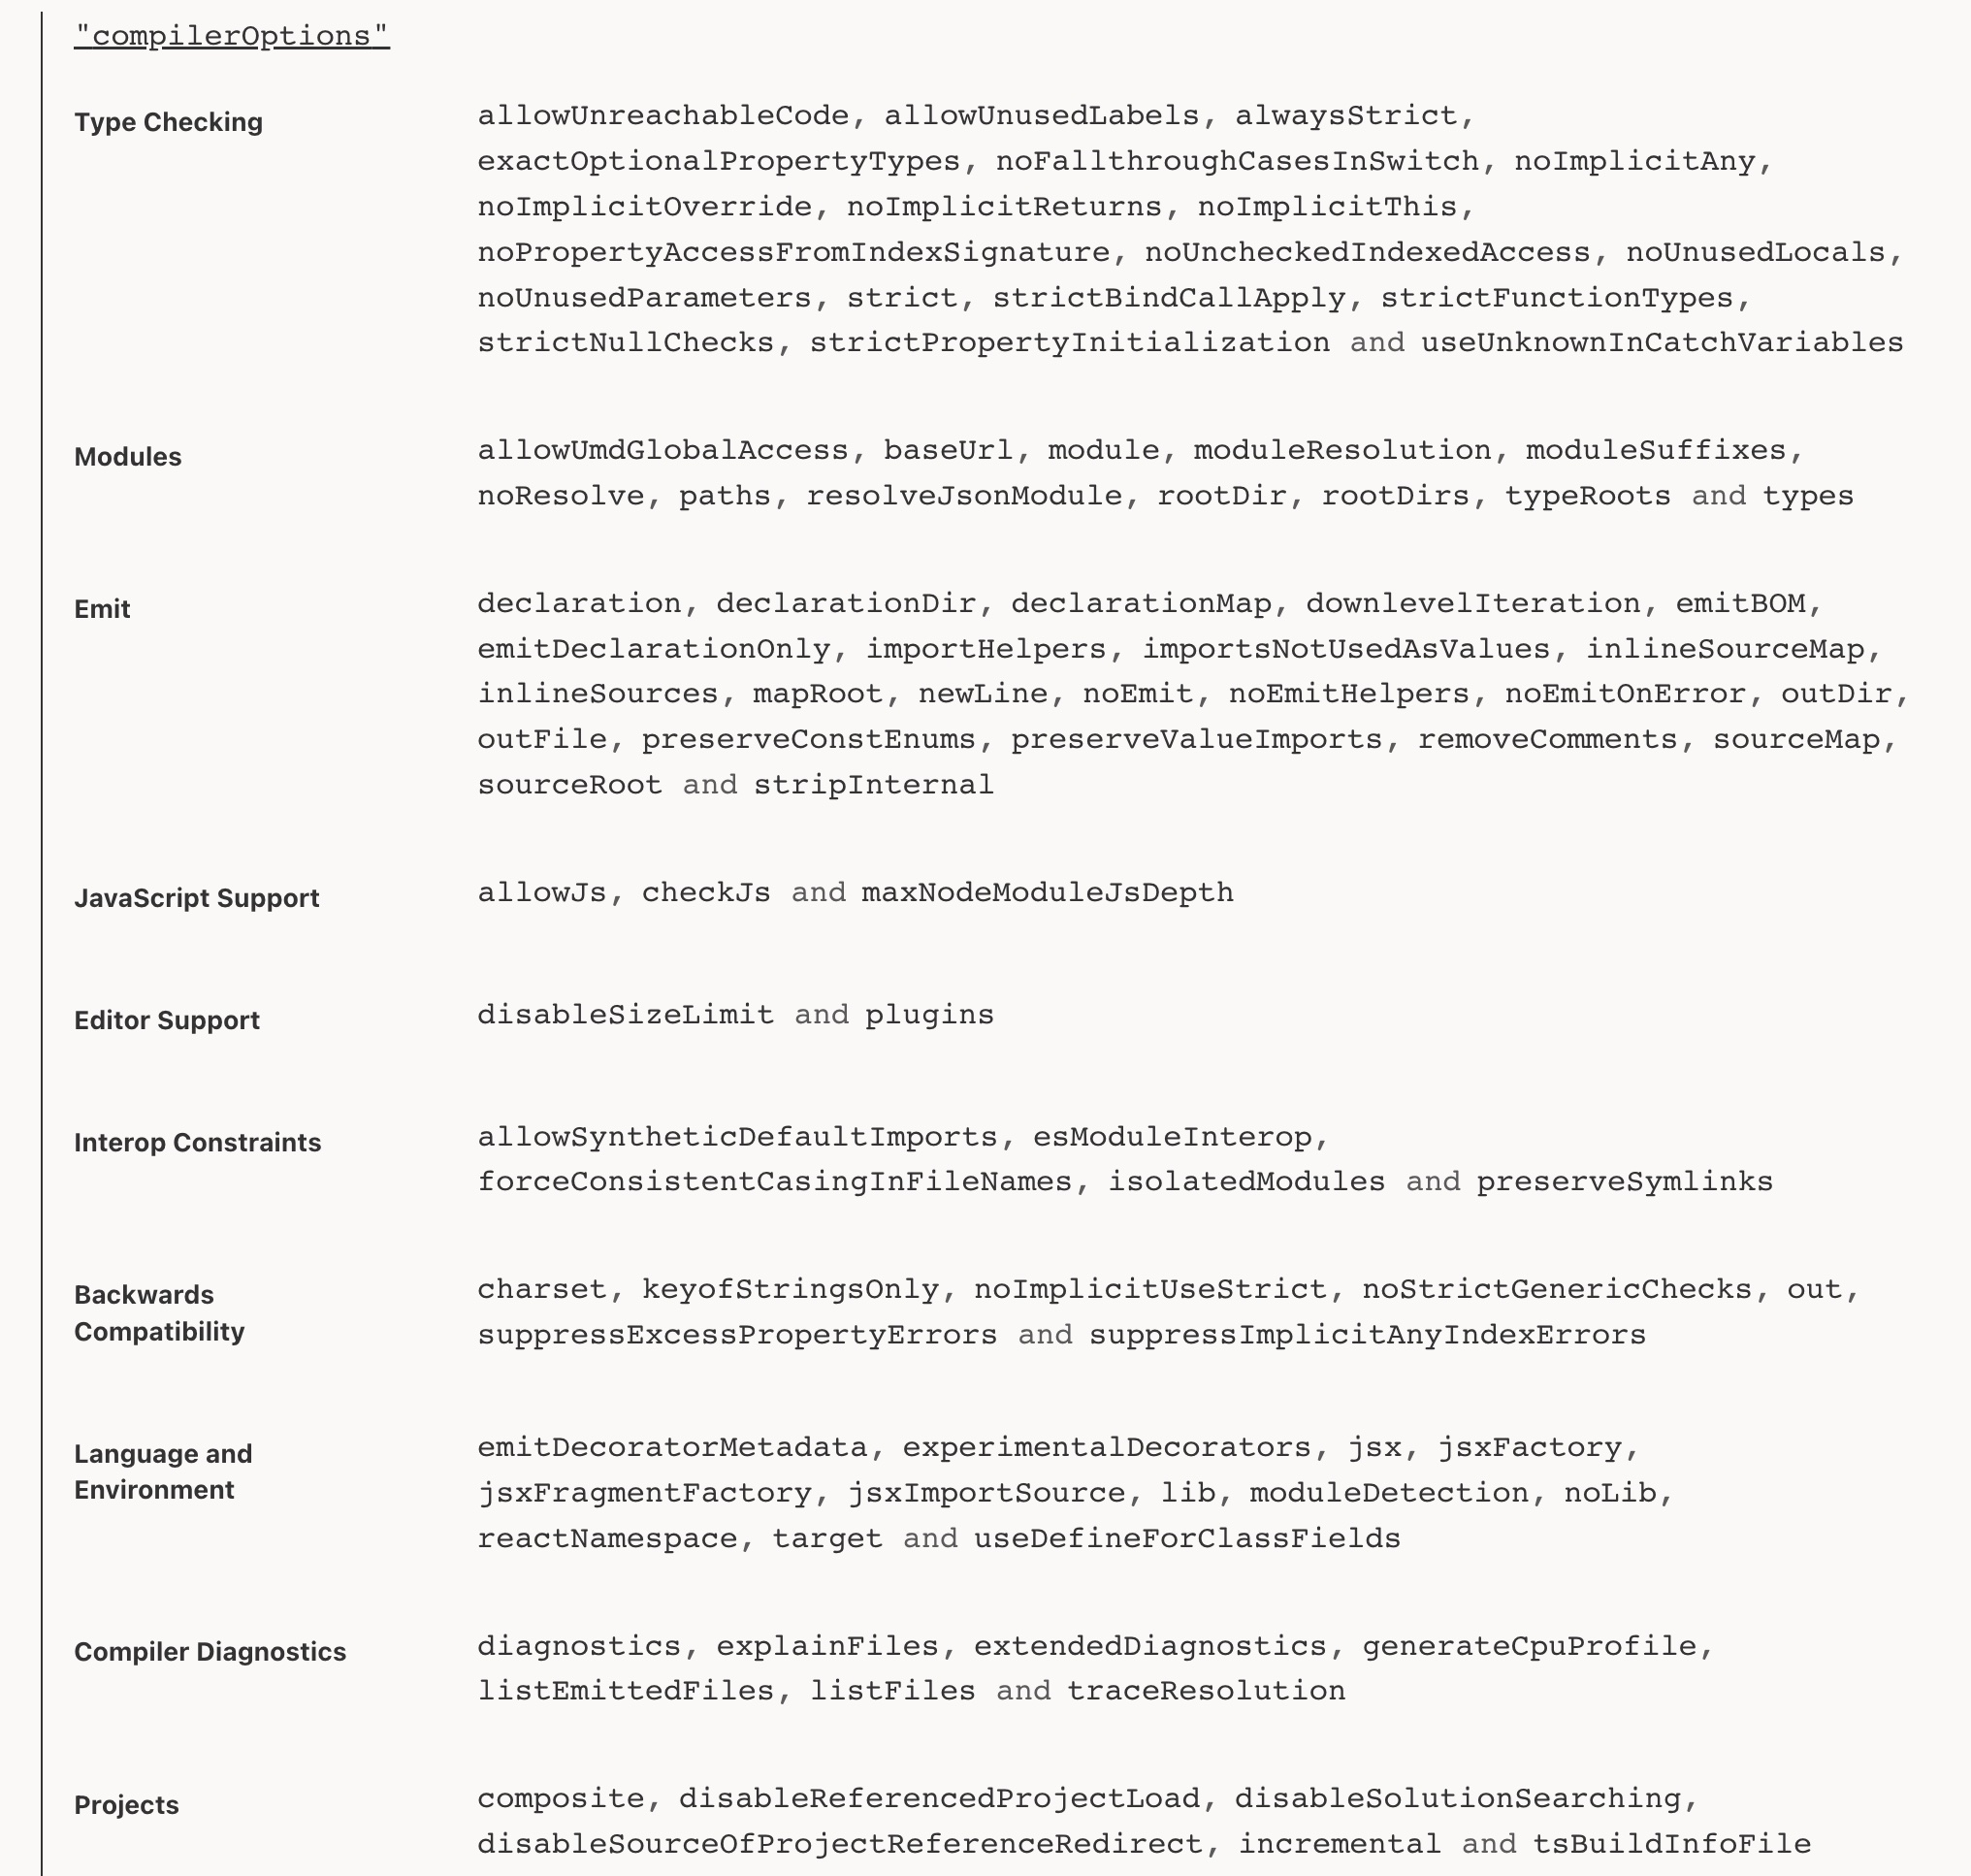 "compilerOptions"
Type Checking
allowUnreachableCode, allowUnusedLabels, alwaysStrict,
exactOptionalPropertyTypes, noFallthroughCasesInSwitch, noImplicitAny,
noImplicitOverride, noImplicitReturns, noImplicitThis,
noPropertyAccessFromIndexSignature, noUncheckedIndexedAccess, noUnusedLocals,
noUnusedParameters, strict, strictBindCallApply, strictFunctionTypes,
strictNullChecks, strictPropertyInitialization and useUnknownInCatchVariables
Modules
allowUmdGlobalAccess, baseUrl, module, moduleResolution, moduleSuffixes,
noResolve, paths, resolveJsonModule, rootDir, rootDirs, typeRoots and types
Emit
declaration, declarationDir, declarationMap, downlevelIteration, emitBOM,
emitDeclarationOnly, importHelpers, importsNotUsedAsValues, inlineSourceMap,
inlineSources, mapRoot, newLine, noEmit, noEmitHelpers, noEmitOnError, outDir,
outFile, preserveConstEnums, preserveValueImports, removeComments, sourceMap,
sourceRoot and stripInternal
JavaScript Support
allowJs, checkJs and maxNodeModuleJsDepth
Editor Support
disableSizeLimit and plugins
Interop Constraints
allowSyntheticDefaultImports, esModuleInterop,
forceConsistentCasingInFileNames, isolatedModules and preserveSymlinks
Backwards
Compatibility
charset, keyofStringsOnly, noImplicitUseStrict, noStrictGenericChecks, out,
suppressExcessPropertyErrors and suppressImplicitAnyIndexErrors
Language and
Environment
emitDecoratorMetadata, experimentalDecorators, jsx, jsxFactory,
jsxFragmentFactory, jsxImportSource, lib, moduleDetection, noLib,
reactNamespace, target and useDefineForClassFields
Compiler Diagnostics
diagnostics, explainFiles, extendedDiagnostics, generateCpuProfile,
listEmittedFiles, listFiles and traceResolution
Projects
composite, disableReferencedProjectLoad, disableSolutionSearching,
disableSourceOfProjectReferenceRedirect, incremental and tsBuildInfoFile